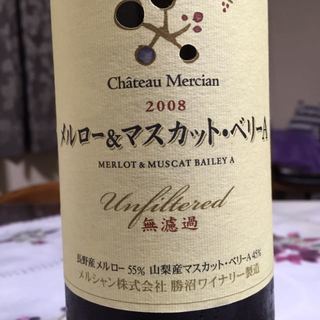 Château Mercian
2008
メルロー&マスカット・ベリーA
MERLOT & MUSCAT BAILEY A
Unfiltered
無濾過
長野産メルロー 55% 山梨産マスカット・ベリーA 45%
メルシャン株式会社 勝沼ワイナリー製造